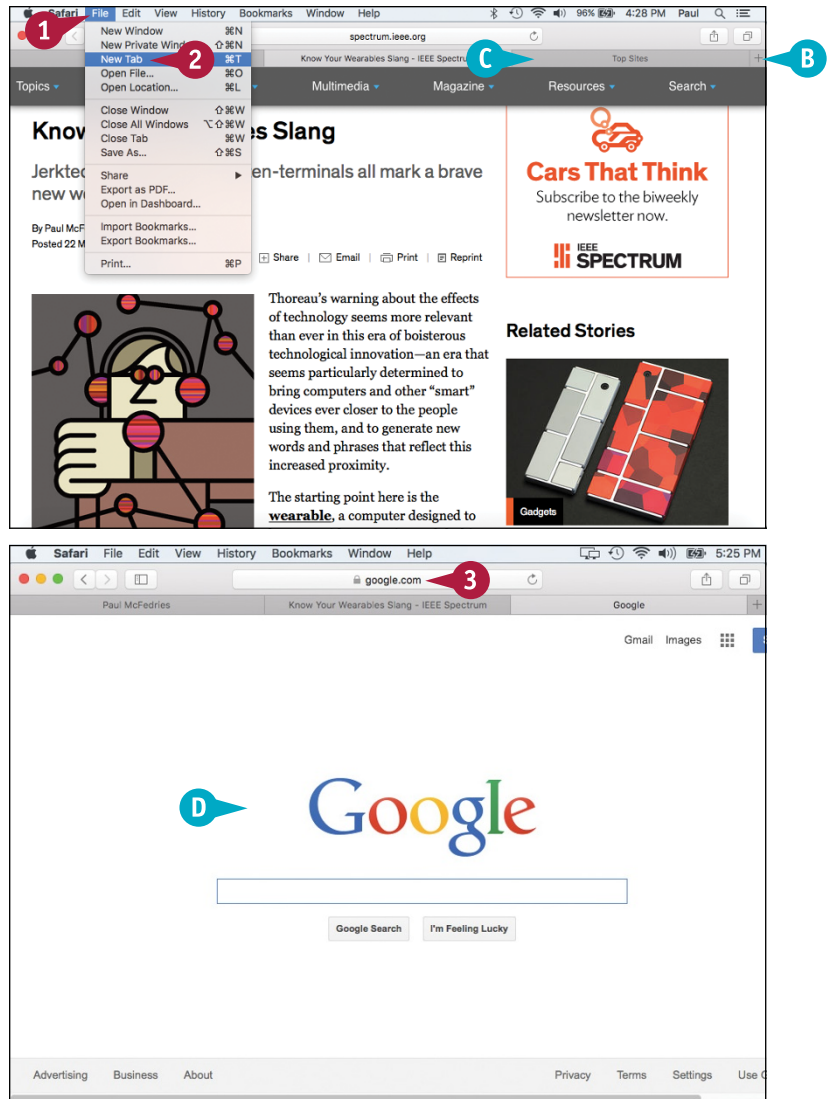 Safari File Edit View History Bookmarks Window Help 96% 4:28 PM Paul
1
New Window ⌘N
New Private Wind ⇧⌘N
New Tab ⌘T
2
Open File... ⌘O
Open Location... ⌘L
Close Window ⇧⌘W
Close All Windows ⌥⇧⌘W
Close Tab ⌘W
Save As... ⇧⌘S
Share
Export as PDF...
Open in Dashboard...
Import Bookmarks...
Export Bookmarks...
Print... ⌘P
spectrum.ieee.org
Know Your Wearables Slang - IEEE Spectru
C
Top Sites
+
B
Topics Multimedia Magazine Resources Search
Know s Slang
Jerktec en-terminals all mark a brave
new w
By Paul McF
Posted 22 M
Share | Email | Print | Reprint
Cars That Think
Subscribe to the biweekly
newsletter now.
IEEE
SPECTRUM
Thoreau's warning about the effects
of technology seems more relevant
than ever in this era of boisterous
technological innovation—an era that
seems particularly determined to
bring computers and other “smart”
devices ever closer to the people
using them, and to generate new
words and phrases that reflect this
increased proximity.
The starting point here is the
wearable, a computer designed to
Related Stories
Gadgets
Safari File Edit View History Bookmarks Window Help 5:25 PM
google.com
3
Paul McFedries Know Your Wearables Slang - IEEE Spectrum Google +
Gmail Images
D
Google
Google Search I'm Feeling Lucky
Advertising Business About Privacy Terms Settings Use